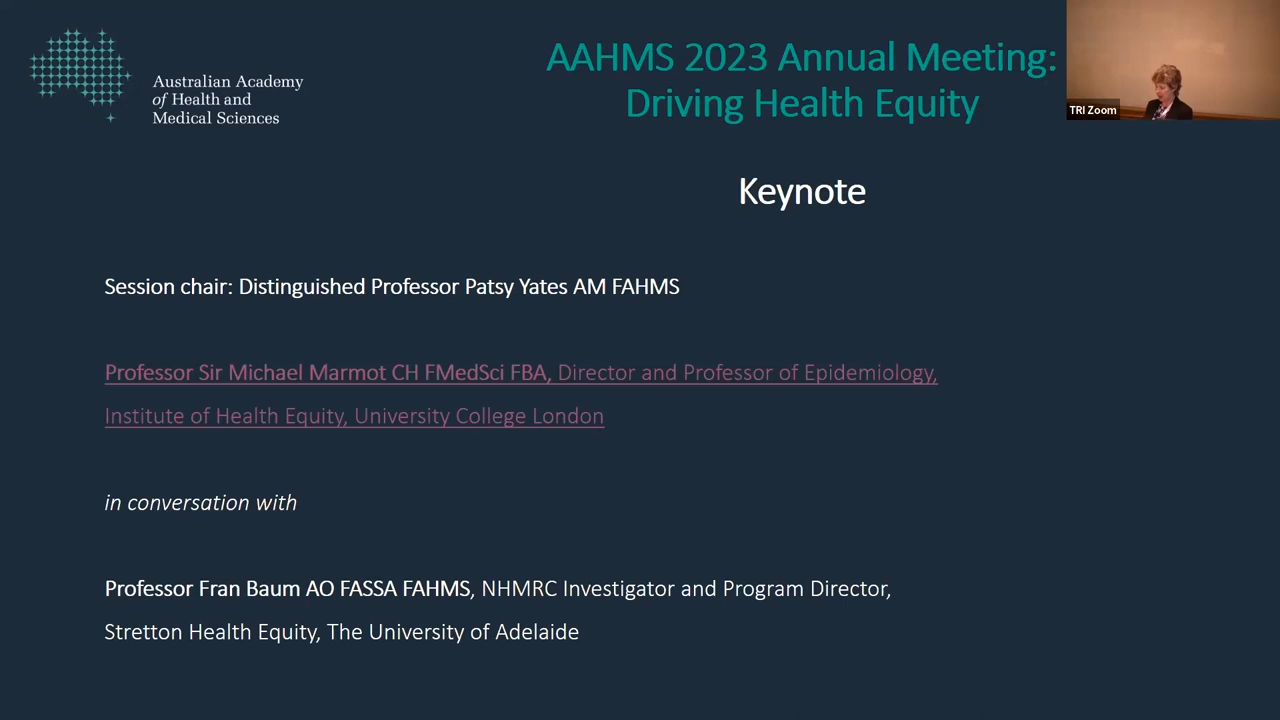 Australian Academy
of Health and
Medical Sciences
AAHMS 2023 Annual Meeting:
Driving Health Equity
TRI Zoom
Keynote
Session chair: Distinguished Professor Patsy Yates AM FAHMS
Professor Sir Michael Marmot CH FMedSci FBA, Director and Professor of Epidemiology,
Institute of Health Equity, University College London
in conversation with
Professor Fran Baum AO FASSA FAHMS, NHMRC Investigator and Program Director,
Stretton Health Equity, The University of Adelaide